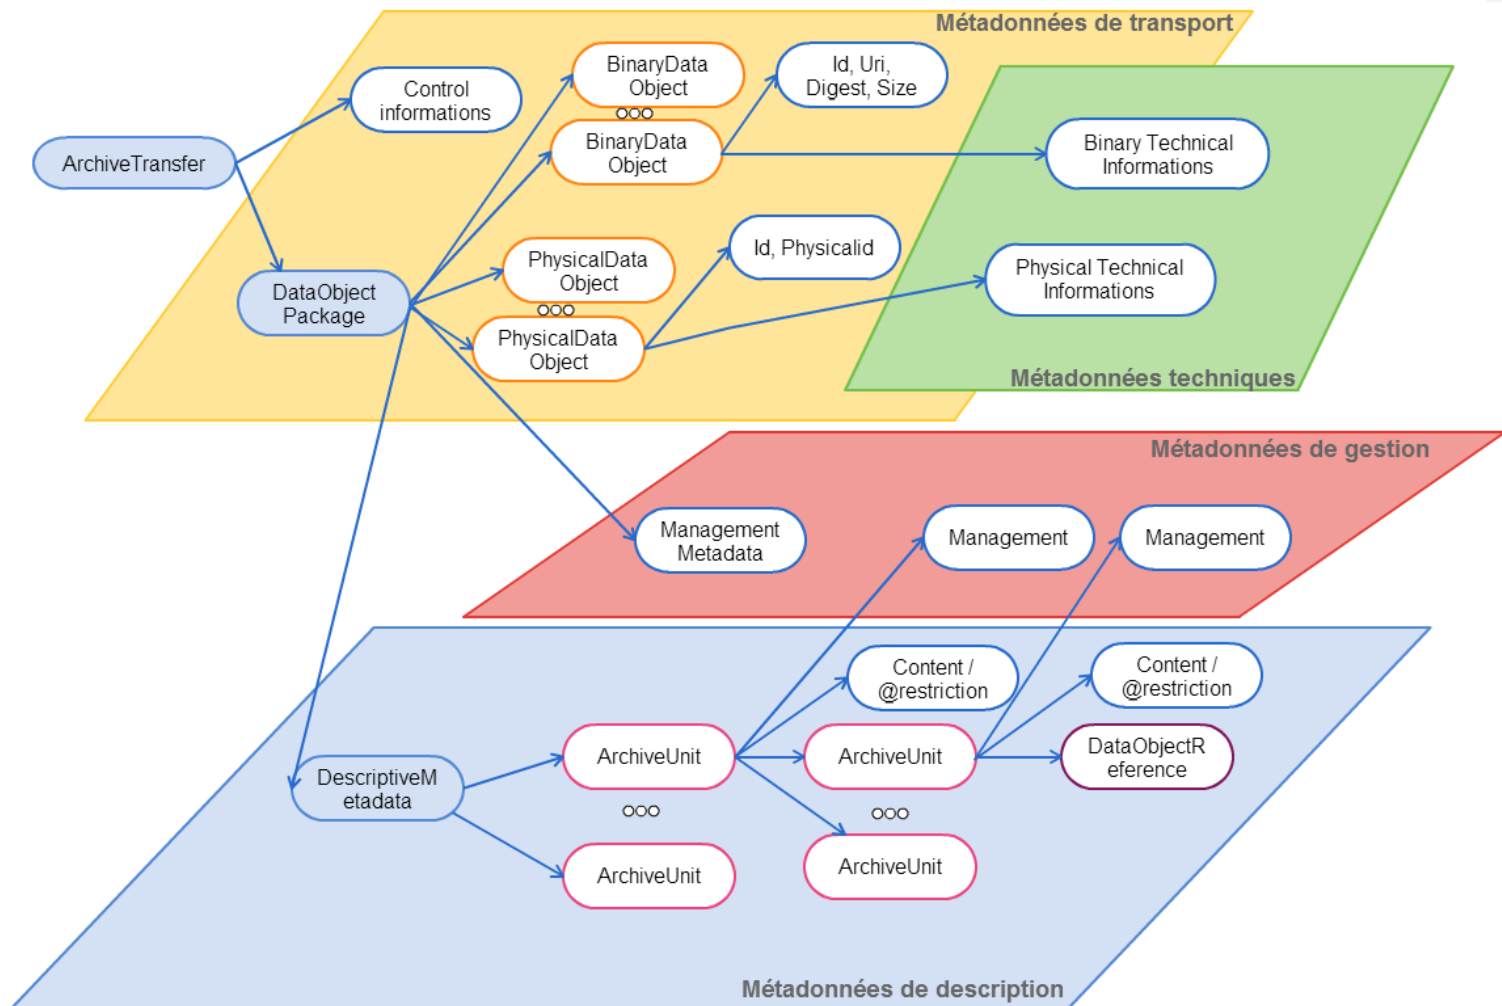 Métadonnées de transport
BinaryData
Object
Id, Uri,
Digest, Size
Control
informations
BinaryData
Object
Binary Technical
Informations
ArchiveTransfer
PhysicalData
Object
Id, Physicalid
Physical Technical
Informations
DataObject
Package
PhysicalData
Object
Métadonnées techniques
Métadonnées de gestion
Management
Metadata
Management
Management
Content /
@restriction
Content /
@restriction
ArchiveUnit
ArchiveUnit
DataObjectR
eference
DescriptiveM
etadata
ArchiveUnit
ArchiveUnit
Métadonnées de description